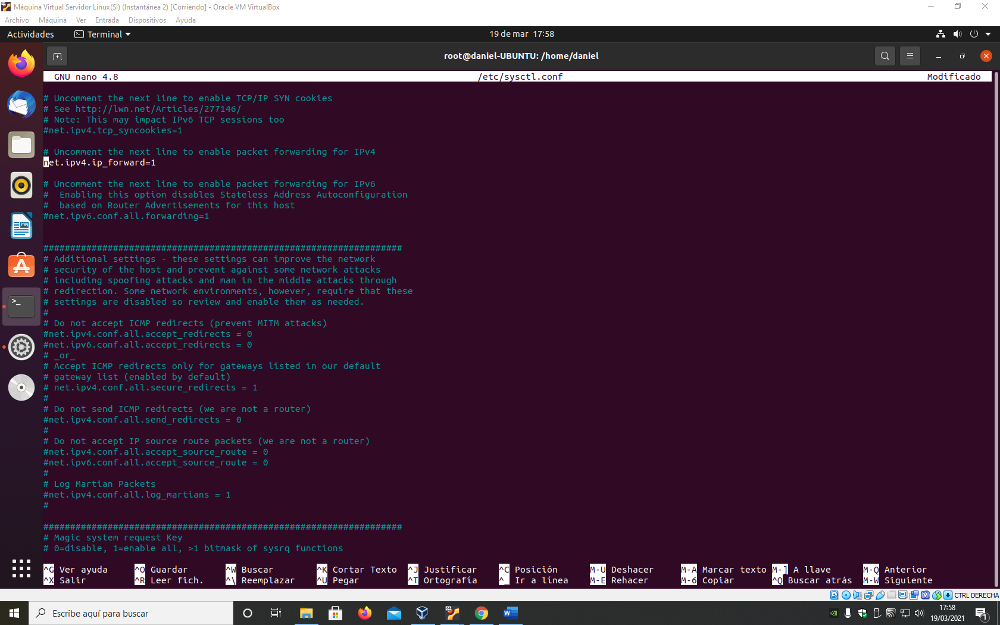 Máquina Virtual Servidor Linux(SI) (Instantánea 2) [Corriendo] - Oracle VM VirtualBox
Archivo Máquina Ver Entrada Dispositivos Ayuda
Actividades Terminal 19 de mar 17:58
root@daniel-UBUNTU: /home/daniel
GNU nano 4.8 /etc/sysctl.conf Modificado
# Uncomment the next line to enable TCP/IP SYN cookies
# See http://lwn.net/Articles/277146/
# Note: This may impact IPv6 TCP sessions too
#net.ipv4.tcp_syncookies=1
# Uncomment the next line to enable packet forwarding for IPv4
net.ipv4.ip_forward=1
# Uncomment the next line to enable packet forwarding for IPv6
#  Enabling this option disables Stateless Address Autoconfiguration
#  based on Router Advertisements for this host
#net.ipv6.conf.all.forwarding=1
###################################################################
# Additional settings - these settings can improve the network
# security of the host and prevent against some network attacks
# including spoofing attacks and man in the middle attacks through
# redirection. Some network environments, however, require that these
# settings are disabled so review and enable them as needed.
#
# Do not accept ICMP redirects (prevent MITM attacks)
#net.ipv4.conf.all.accept_redirects = 0
#net.ipv6.conf.all.accept_redirects = 0
# _or_
# Accept ICMP redirects only for gateways listed in our default
# gateway list (enabled by default)
# net.ipv4.conf.all.secure_redirects = 1
#
# Do not send ICMP redirects (we are not a router)
#net.ipv4.conf.all.send_redirects = 0
#
# Do not accept IP source route packets (we are not a router)
#net.ipv4.conf.all.accept_source_route = 0
#net.ipv6.conf.all.accept_source_route = 0
#
# Log Martian Packets
#net.ipv4.conf.all.log_martians = 1
#
###################################################################
# Magic system request Key
# 0=disable, 1=enable all, >1 bitmask of sysrq functions
^G Ver ayuda ^O Guardar ^W Buscar ^K Cortar Texto ^J Justificar ^C Posición M-U Deshacer M-A Marcar texto M-] A llave M-Q Anterior
^X Salir ^R Leer fich. ^\ Reemplazar ^U Pegar ^T Ortografía ^_ Ir a línea M-E Rehacer M-6 Copiar ^Q Buscar atrás M-W Siguiente
CTRL DERECHA
Escribe aquí para buscar
17:58
19/03/2021
1